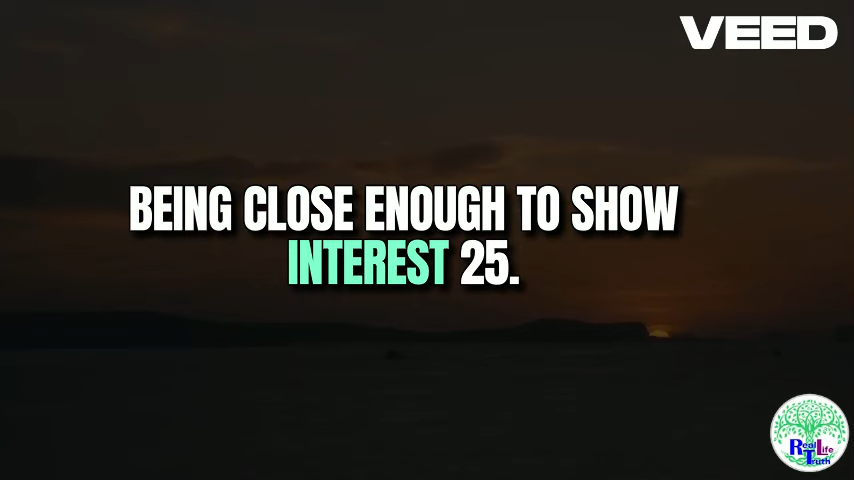 VEED
BEING CLOSE ENOUGH TO SHOW
INTEREST 25.
Real Life
Truth